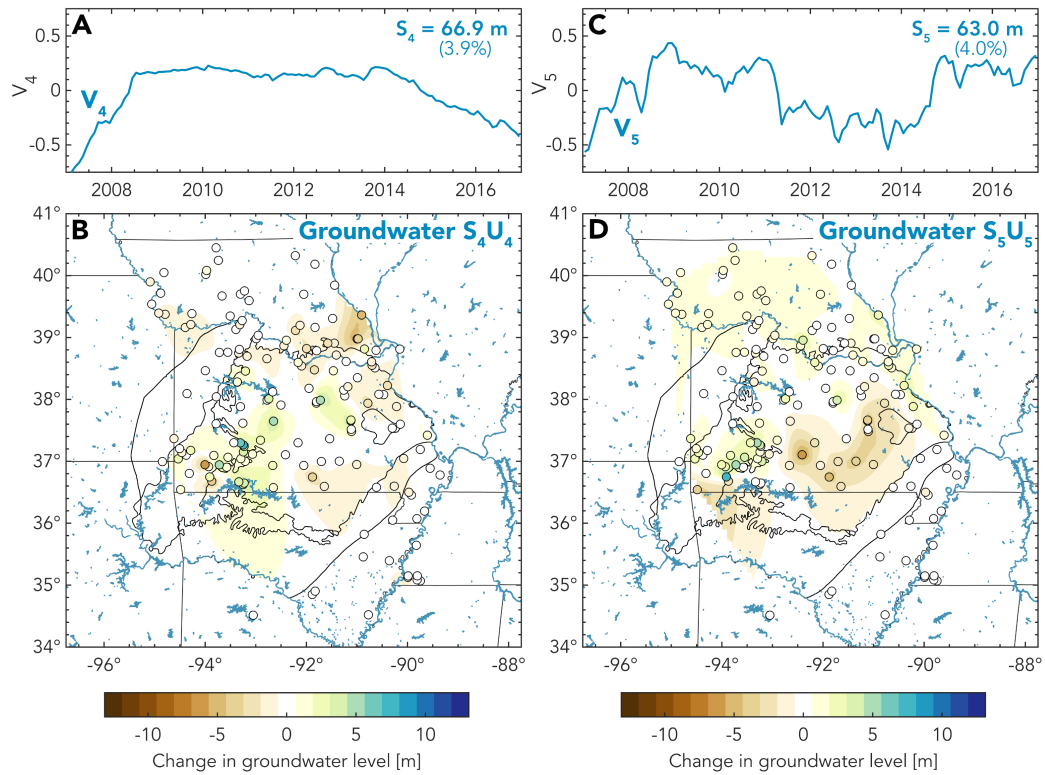 A
S4 = 66.9 m
(3.9%)
V4
V4
0.5
0
-0.5
2008 2010 2012 2014 2016
C
S5 = 63.0 m
(4.0%)
V5
V5
0.5
0
-0.5
2008 2010 2012 2014 2016
B
Groundwater S4U4
41°
40°
39°
38°
37°
36°
35°
34°
-96° -94° -92° -90° -88°
D
Groundwater S5U5
41°
40°
39°
38°
37°
36°
35°
34°
-96° -94° -92° -90° -88°
-10 -5 0 5 10
Change in groundwater level [m]
-10 -5 0 5 10
Change in groundwater level [m]